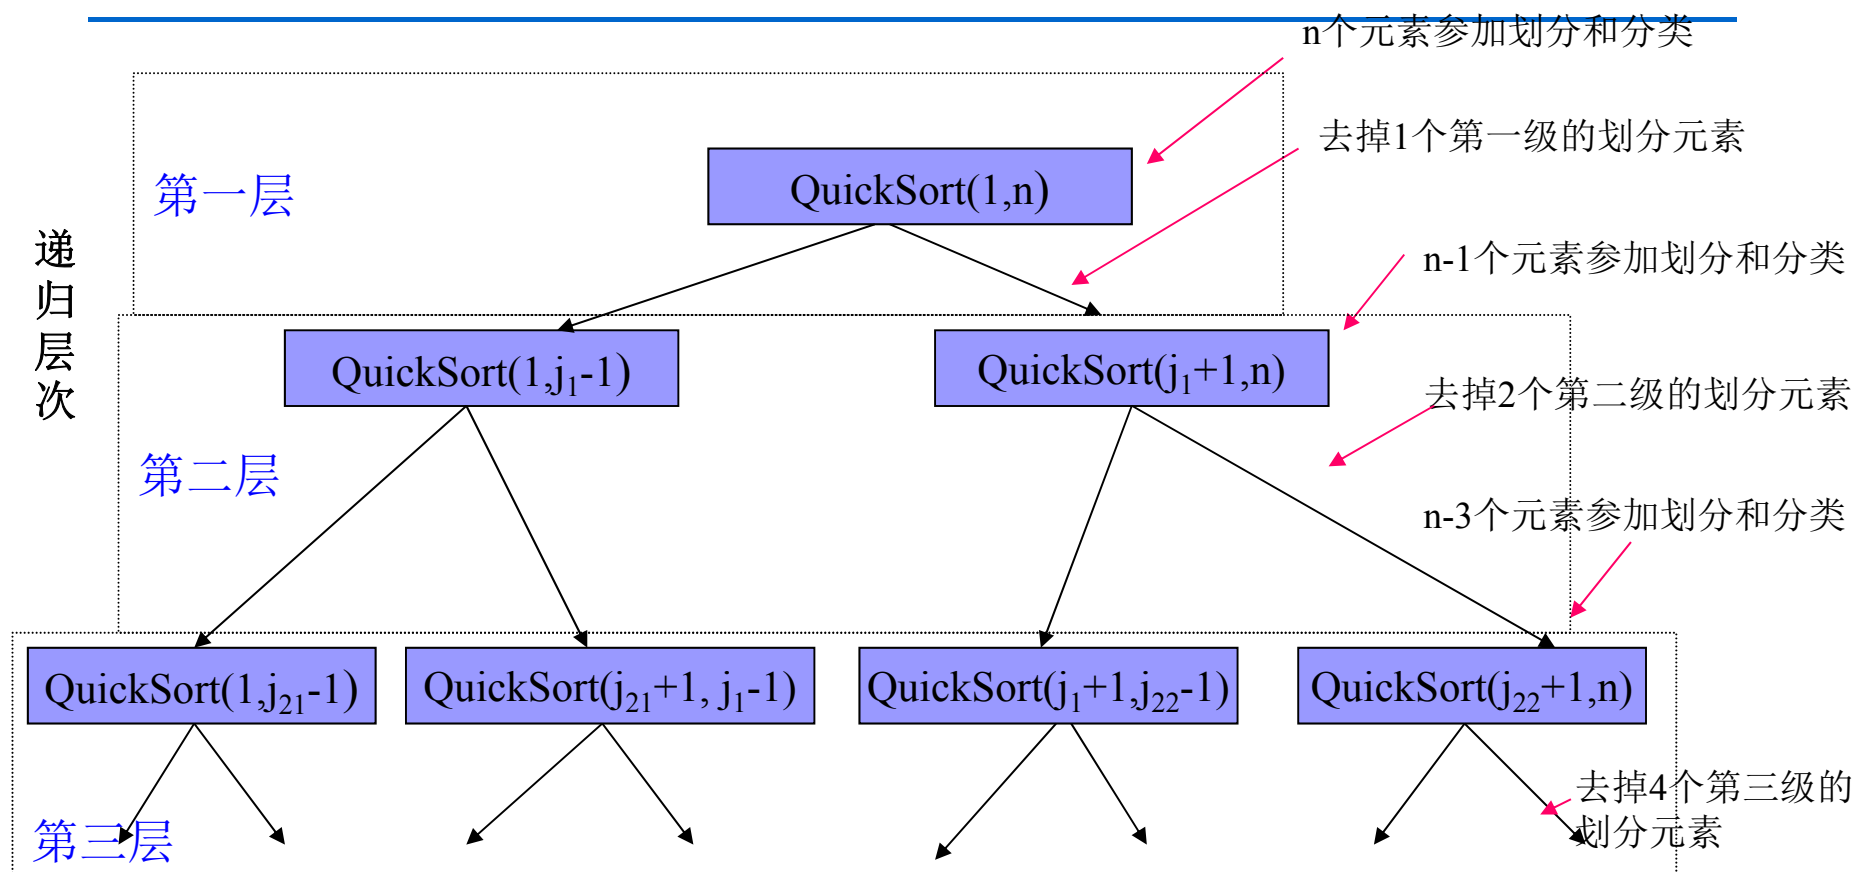 n个元素参加划分和分类
去掉1个第一级的划分元素
第一层
QuickSort(1,n)
递归层次
n-1个元素参加划分和分类
QuickSort(1,j₁-1)
QuickSort(j₁+1,n)
去掉2个第二级的划分元素
第二层
n-3个元素参加划分和分类
QuickSort(1,j₂₁-1)
QuickSort(j₂₁+1, j₁-1)
QuickSort(j₁+1,j₂₂-1)
QuickSort(j₂₂+1,n)
去掉4个第三级的
划分元素
第三层